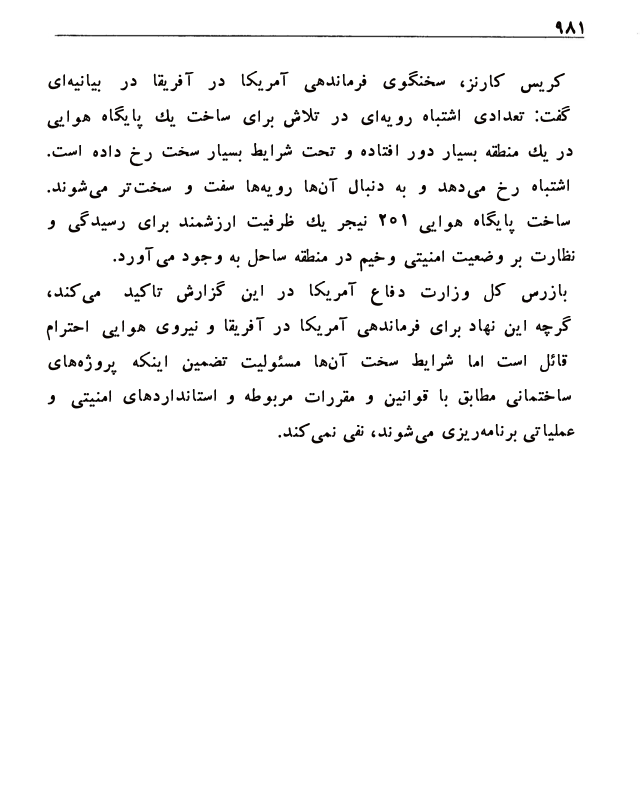 ۹۸۱
کریس کارنز، سخنگوی فرماندهی آمریکا در آفریقا در بیانیه‌ای
گفت: تعدادی اشتباه رویه‌ای در تلاش برای ساخت یك پایگاه هوایی
در یك منطقه بسیار دور افتاده و تحت شرایط بسیار سخت رخ داده است.
اشتباه رخ می‌دهد و به دنبال آن‌ها رویه‌ها سفت و سخت‌تر می‌شوند.
ساخت پایگاه هوایی ۲۰۱ نیجر یك ظرفیت ارزشمند برای رسیدگی و
نظارت بر وضعیت امنیتی وخیم در منطقه ساحل به وجود می‌آورد.
بازرس کل وزارت دفاع آمریکا در این گزارش تاکید می‌کند،
گرچه این نهاد برای فرماندهی آمریکا در آفریقا و نیروی هوایی احترام
قائل است اما شرایط سخت آن‌ها مسئولیت تضمین اینکه پروژه‌های
ساختمانی مطابق با قوانین و مقررات مربوطه و استانداردهای امنیتی و
عملیاتی برنامه‌ریزی می‌شوند، نفی نمی‌کند.